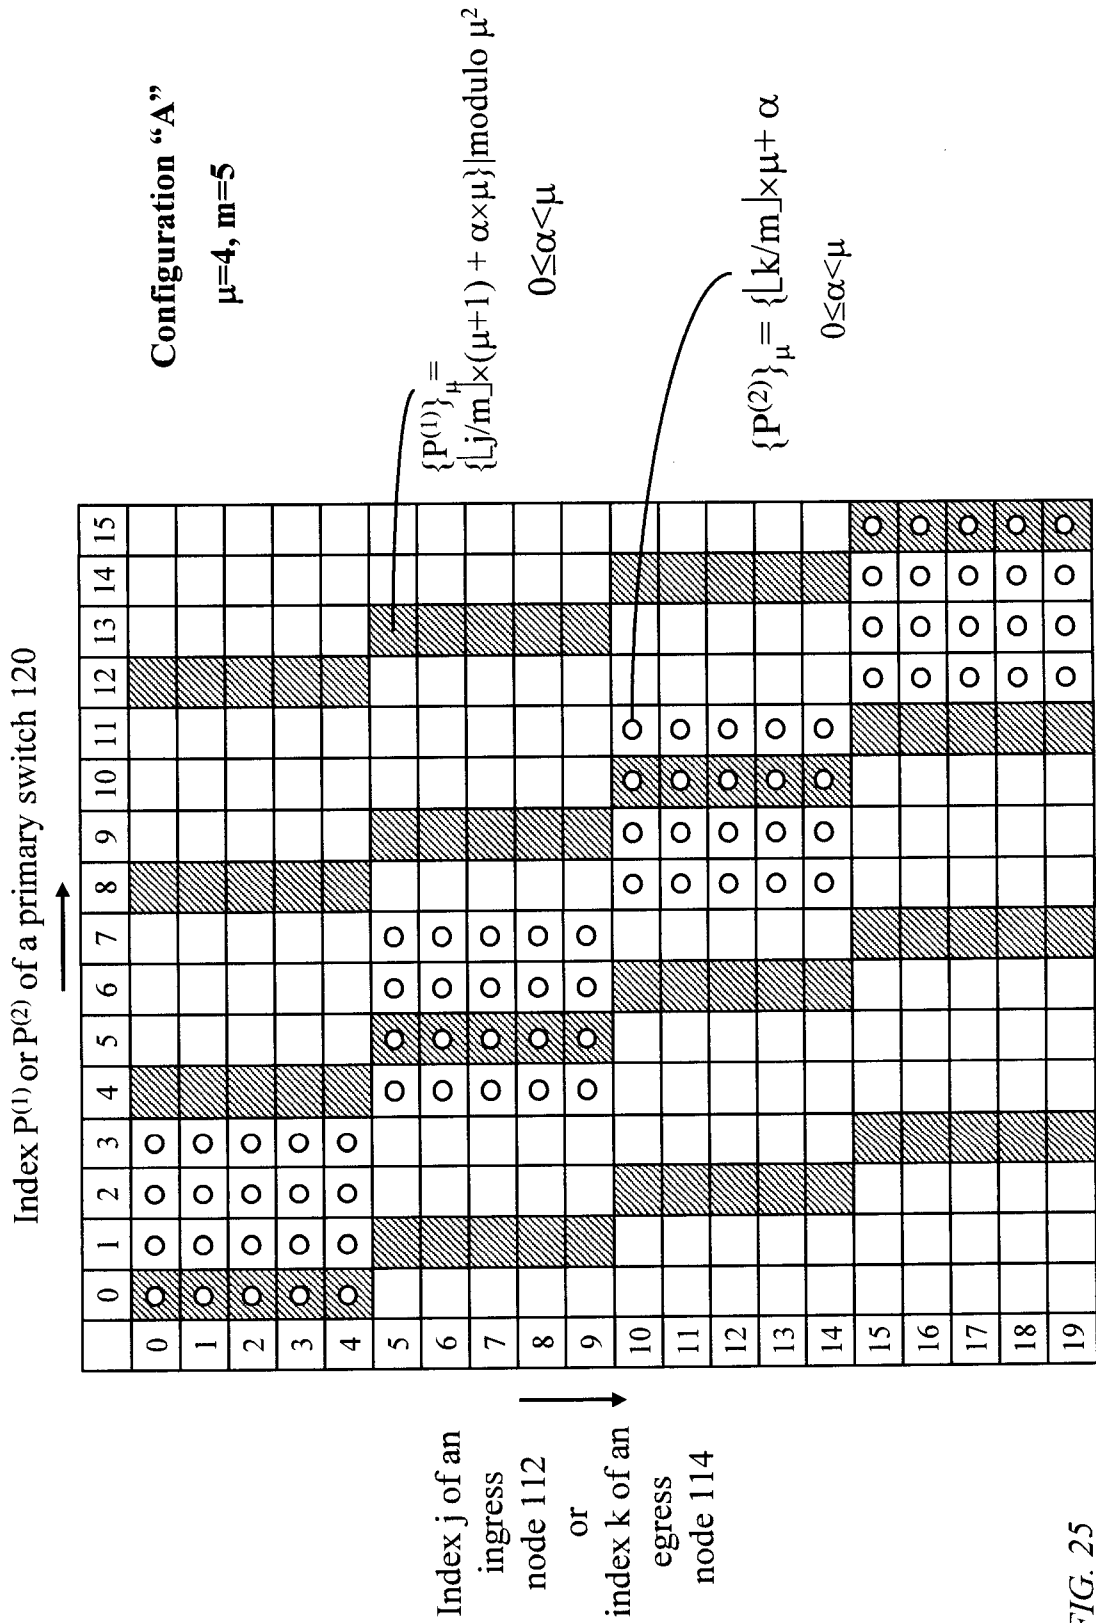 Index P(1) or P(2) of a primary switch 120
0 1 2 3 4 5 6 7 8 9 10 11 12 13 14 15
0
1
2
3
4
5
6
7
8
9
10
11
12
13
14
15
16
17
18
19
Index j of an
ingress
node 112
or
index k of an
egress
node 114
Configuration “A”
μ=4, m=5
{P(1)}μ =
{⌊j/m⌋×(μ+1) + α×μ}|modulo μ²
0≤α<μ
{P(2)}μ = {⌊k/m⌋×μ+ α
0≤α<μ
FIG. 25